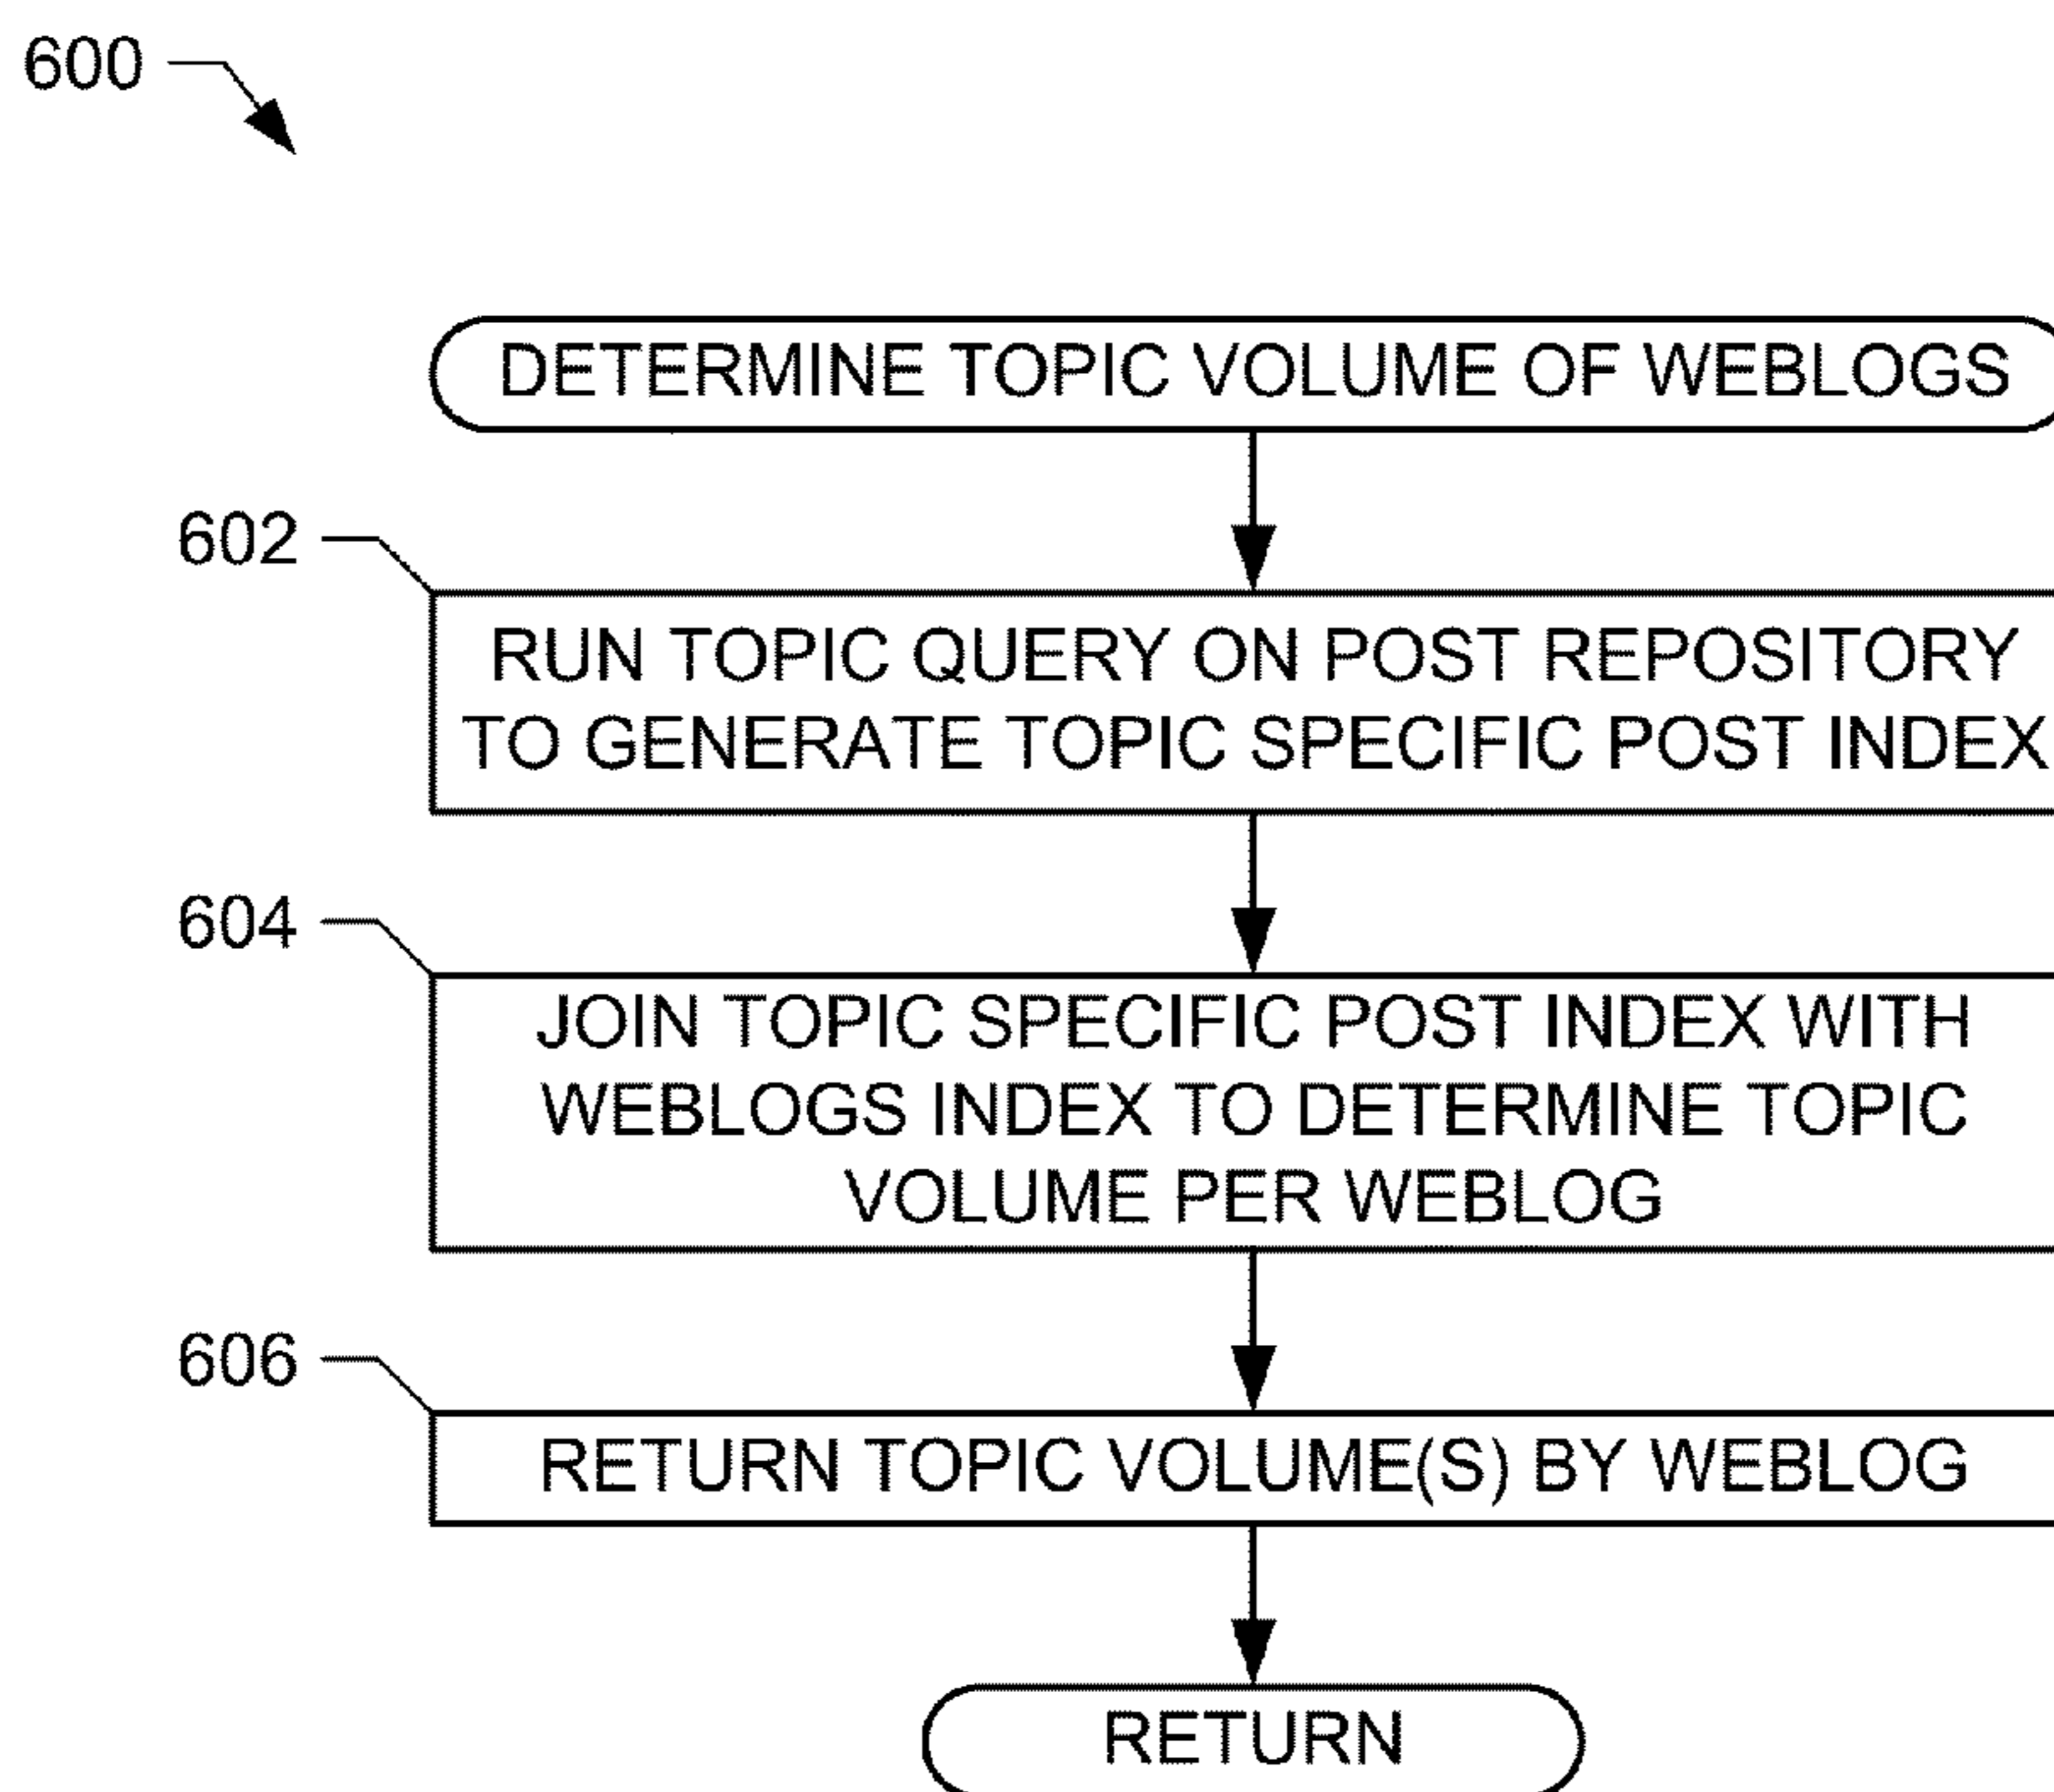 600
DETERMINE TOPIC VOLUME OF WEBLOGS
602
RUN TOPIC QUERY ON POST REPOSITORY
TO GENERATE TOPIC SPECIFIC POST INDEX
604
JOIN TOPIC SPECIFIC POST INDEX WITH
WEBLOGS INDEX TO DETERMINE TOPIC
VOLUME PER WEBLOG
606
RETURN TOPIC VOLUME(S) BY WEBLOG
RETURN